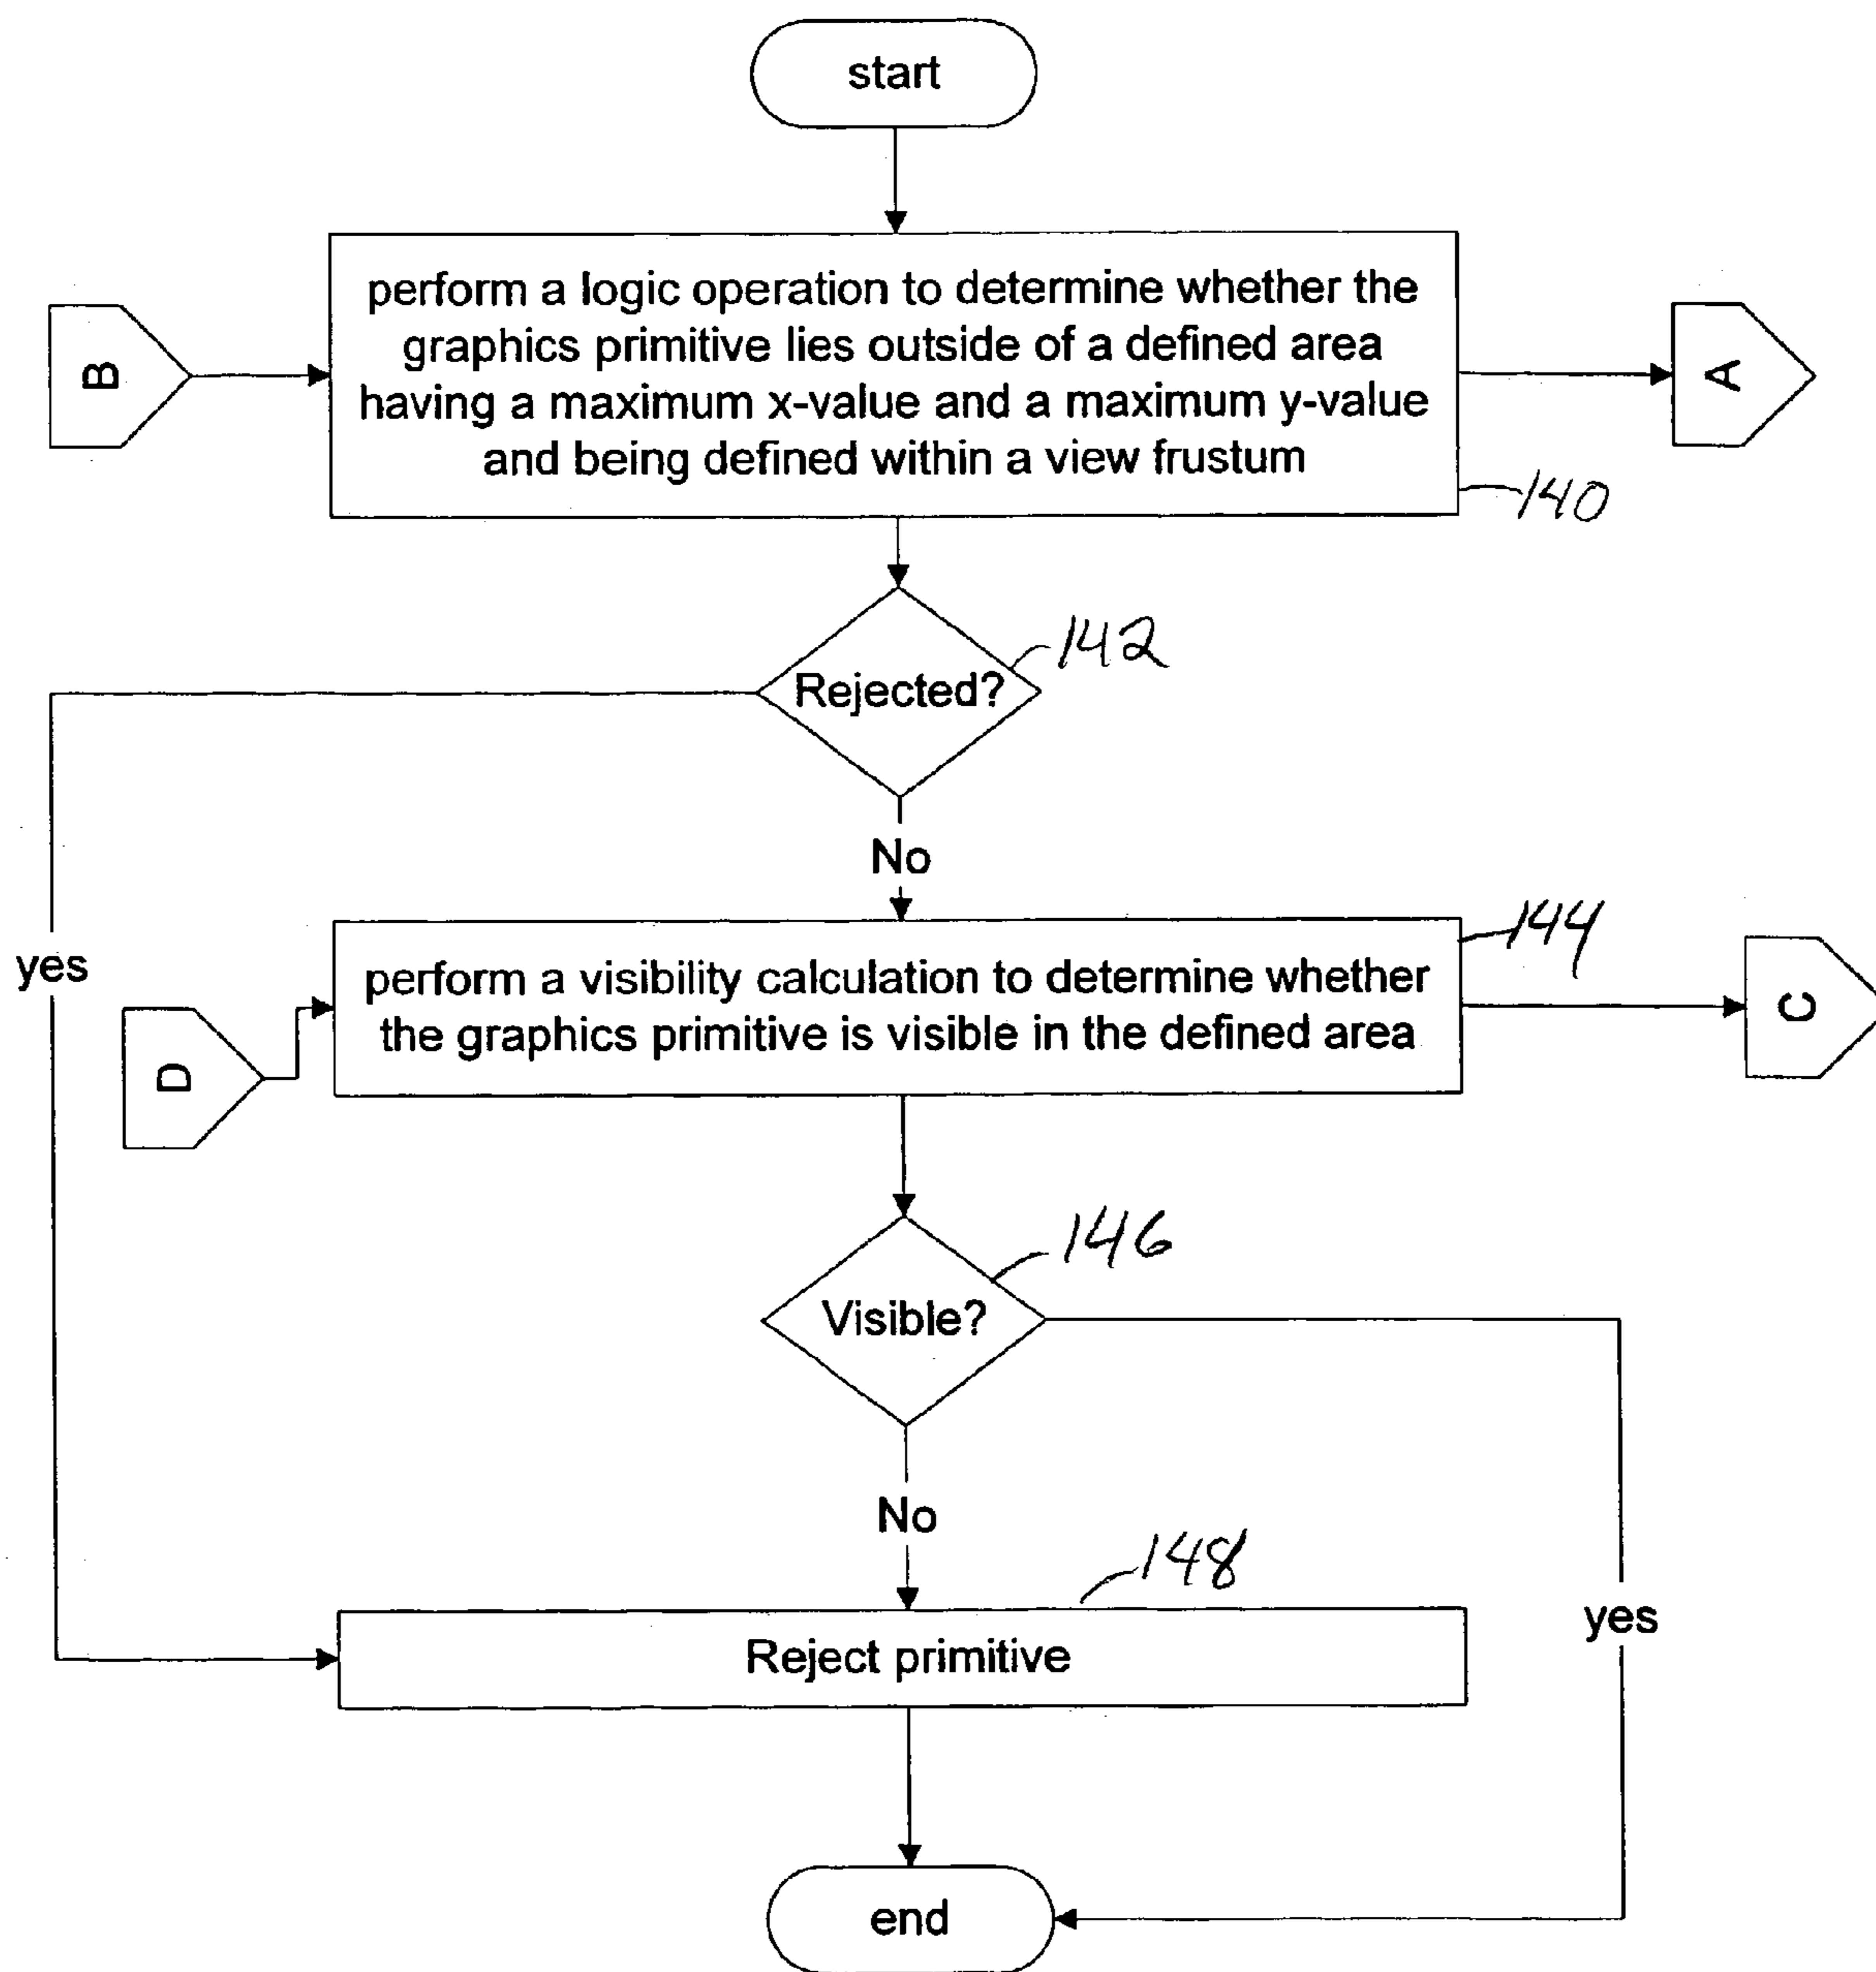 start
perform a logic operation to determine whether the
graphics primitive lies outside of a defined area
having a maximum x-value and a maximum y-value
and being defined within a view frustum
B
A
140
Rejected?
142
No
yes
perform a visibility calculation to determine whether
the graphics primitive is visible in the defined area
144
D
C
Visible?
146
No
yes
148
Reject primitive
end